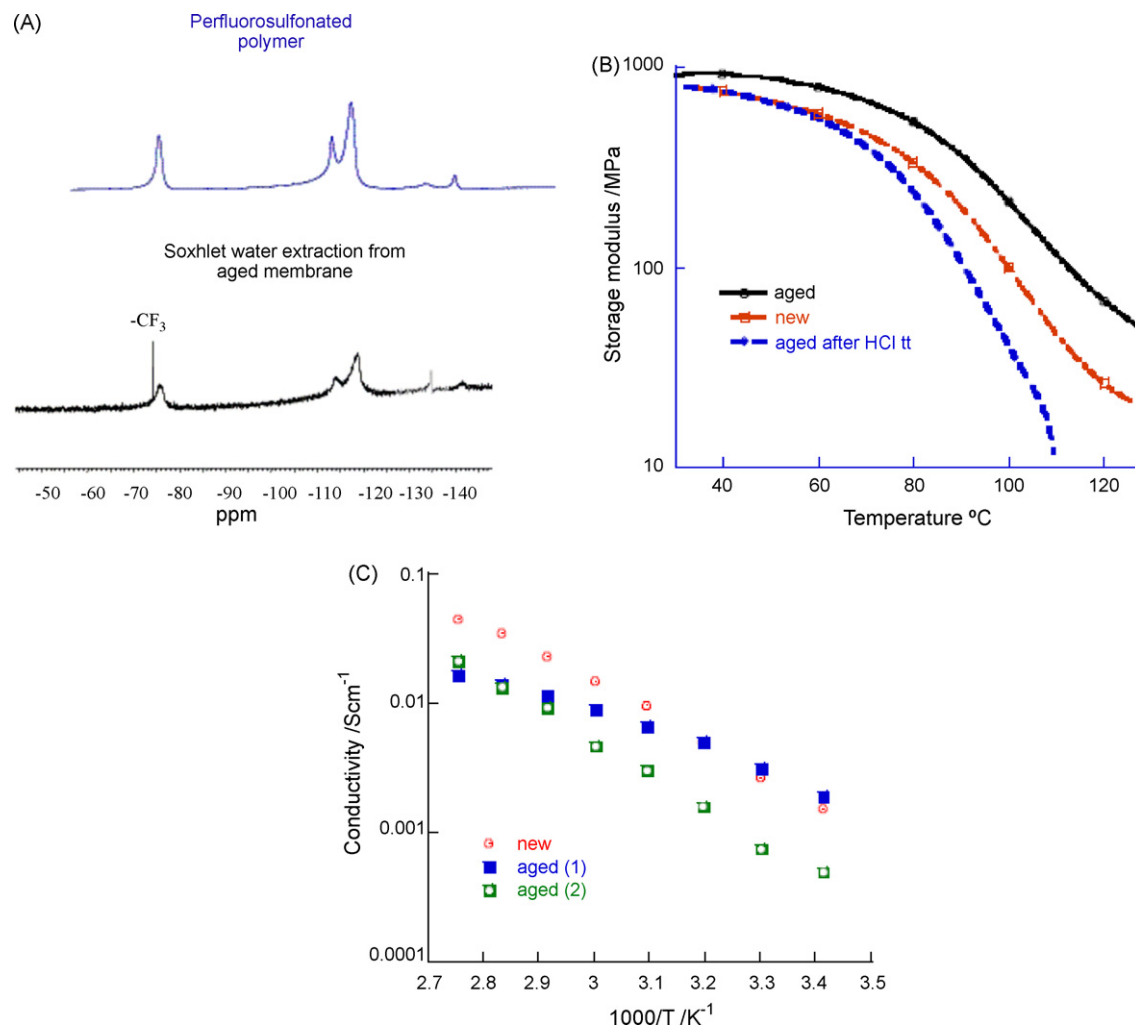 (A)
Perfluorosulfonated
polymer
Soxhlet water extraction from
aged membrane
-CF₃
-50 -60 -70 -80 -90 -100 -110 -120 -130 -140
ppm
(B)
1000
100
10
Storage modulus /MPa
aged
new
aged after HCl tt
40 60 80 100 120
Temperature ºC
(C)
0.1
0.01
0.001
0.0001
Conductivity /Scm⁻¹
new
aged (1)
aged (2)
2.7 2.8 2.9 3 3.1 3.2 3.3 3.4 3.5
1000/T /K⁻¹